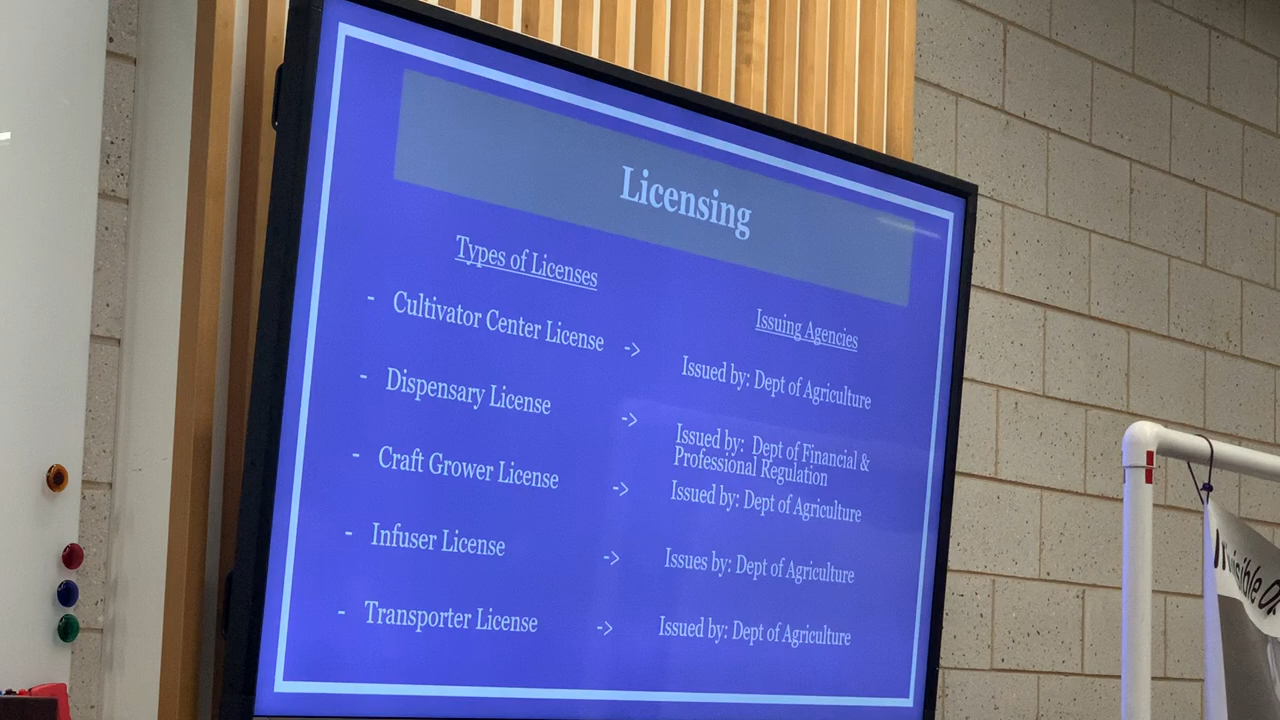 Licensing
Types of Licenses
Issuing Agencies
- Cultivator Center License ->
Issued by: Dept of Agriculture
- Dispensary License ->
Issued by: Dept of Financial &
Professional Regulation
- Craft Grower License ->
Issued by: Dept of Agriculture
- Infuser License ->
Issues by: Dept of Agriculture
- Transporter License ->
Issued by: Dept of Agriculture